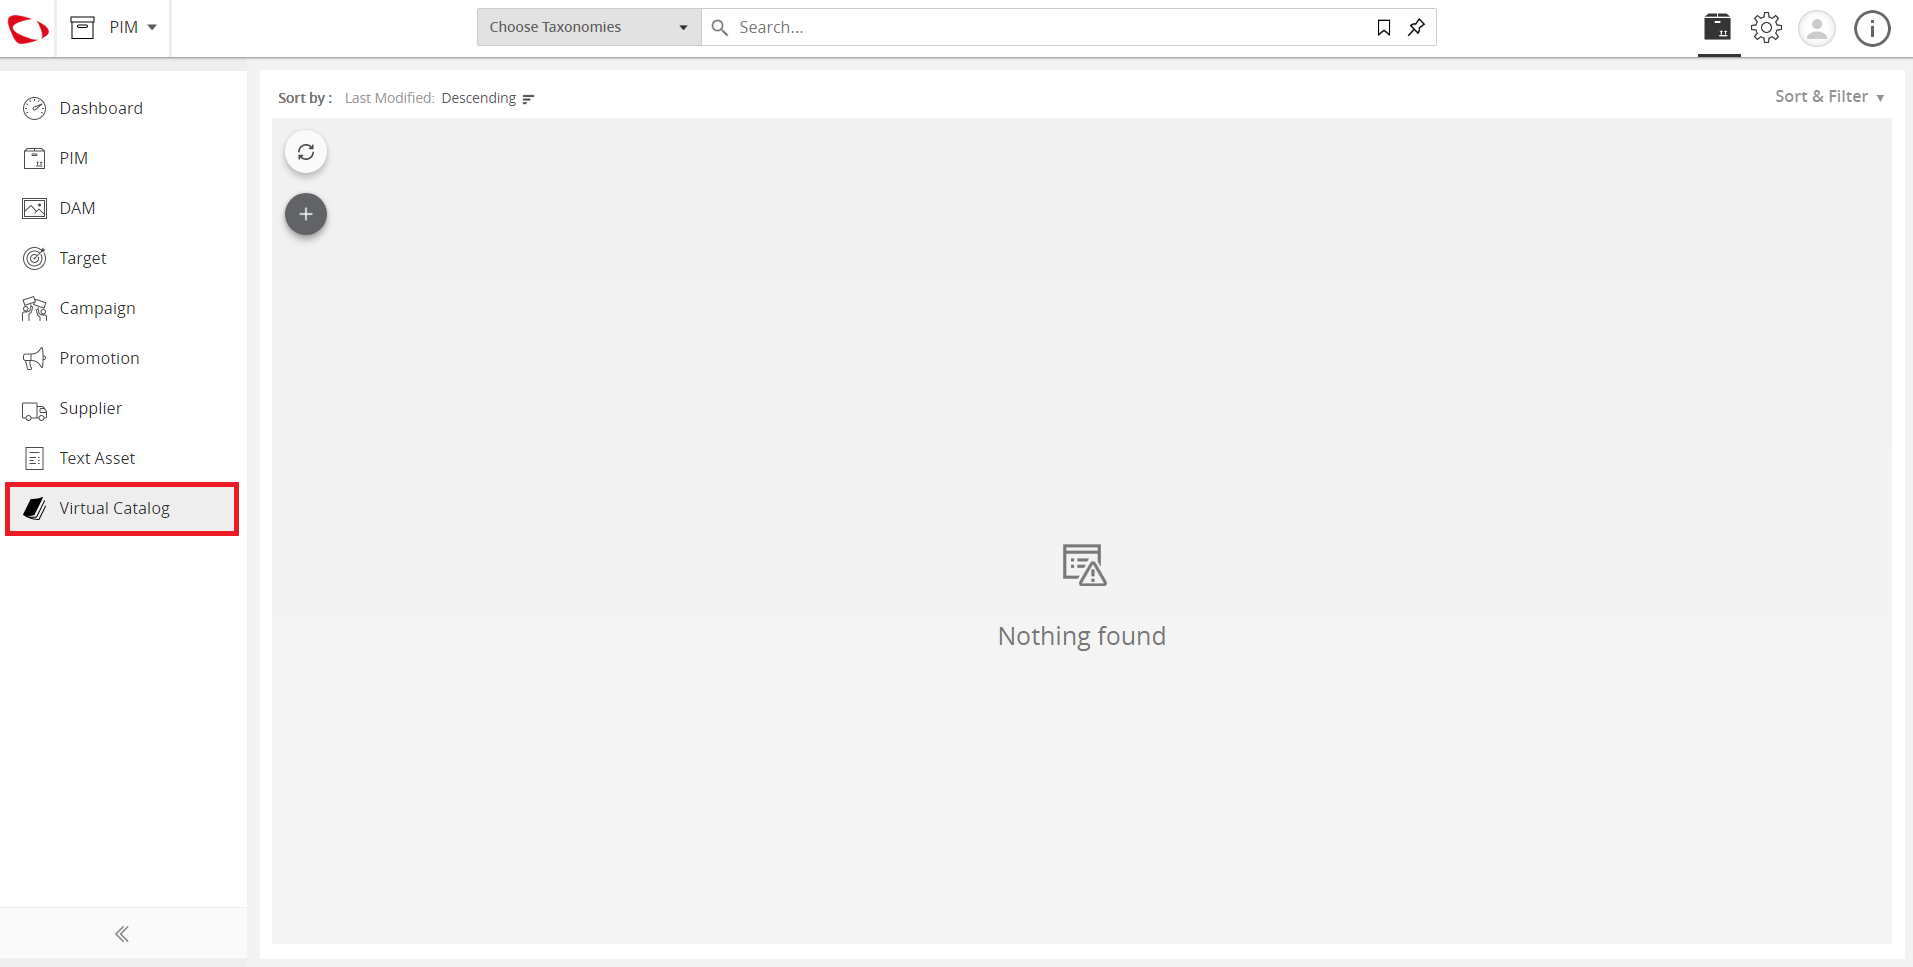 PIM
Choose Taxonomies
Search...
Dashboard
PIM
DAM
Target
Campaign
Promotion
Supplier
Text Asset
Virtual Catalog
Sort by : Last Modified: Descending
Sort & Filter
Nothing found